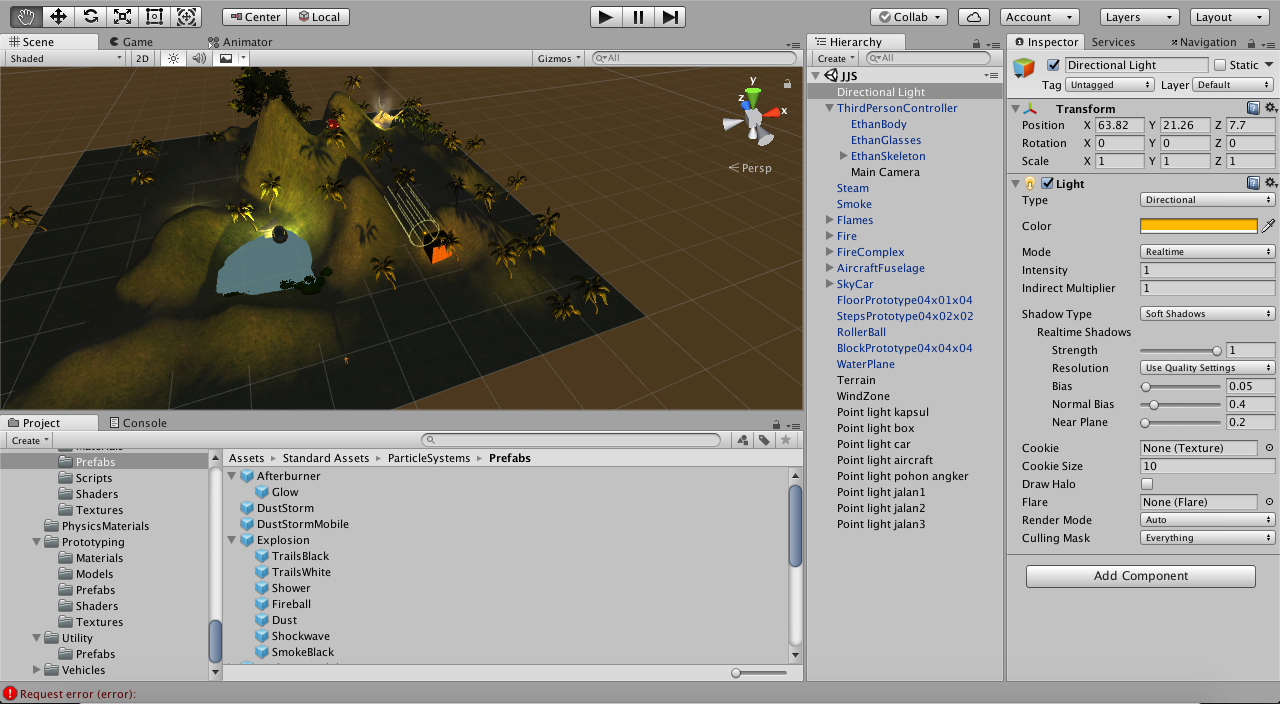 Center Local
Collab Account Layers Layout
Scene Game Animator
Shaded 2D Gizmos All
y
z
x
Persp
Project Console
Create
Prefabs
Scripts
Shaders
Textures
PhysicsMaterials
Prototyping
Materials
Models
Prefabs
Shaders
Textures
Utility
Prefabs
Vehicles
Assets Standard Assets ParticleSystems Prefabs
Afterburner
Glow
DustStorm
DustStormMobile
Explosion
TrailsBlack
TrailsWhite
Shower
Fireball
Dust
Shockwave
SmokeBlack
Request error (error):
Hierarchy
Create All
JJS
Directional Light
ThirdPersonController
EthanBody
EthanGlasses
EthanSkeleton
Main Camera
Steam
Smoke
Flames
Fire
FireComplex
AircraftFuselage
SkyCar
FloorPrototype04x01x04
StepsPrototype04x02x02
RollerBall
BlockPrototype04x04x04
WaterPlane
Terrain
WindZone
Point light kapsul
Point light box
Point light car
Point light aircraft
Point light pohon angker
Point light jalan1
Point light jalan2
Point light jalan3
Inspector Services Navigation
Directional Light Static
Tag Untagged Layer Default
Transform
Position X 63.82 Y 21.26 Z 7.7
Rotation X 0 Y 0 Z 0
Scale X 1 Y 1 Z 1
Light
Type Directional
Color
Mode Realtime
Intensity 1
Indirect Multiplier 1
Shadow Type Soft Shadows
Realtime Shadows
Strength 1
Resolution Use Quality Settings
Bias 0.05
Normal Bias 0.4
Near Plane 0.2
Cookie None (Texture)
Cookie Size 10
Draw Halo
Flare None (Flare)
Render Mode Auto
Culling Mask Everything
Add Component